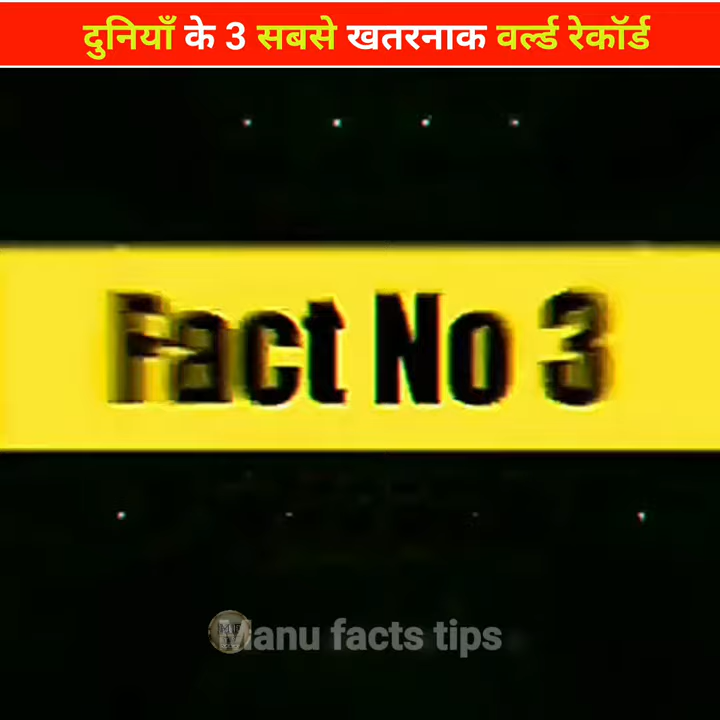 दुनियाँ के 3 सबसे खतरनाक वर्ल्ड रेकॉर्ड
Fact No 3
Manu facts tips